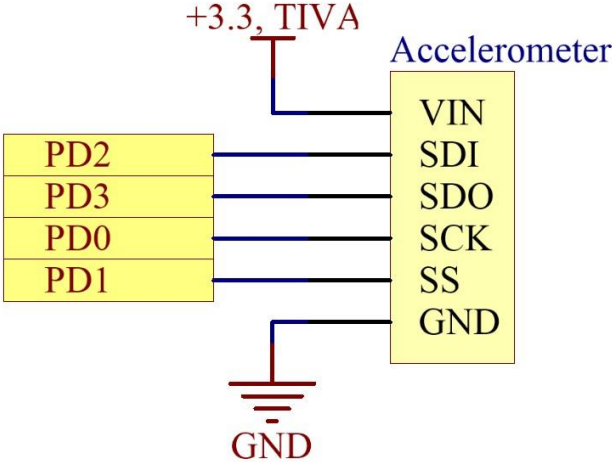 +3.3, TIVA
Accelerometer
VIN
PD2 SDI
PD3 SDO
PD0 SCK
PD1 SS
GND
GND